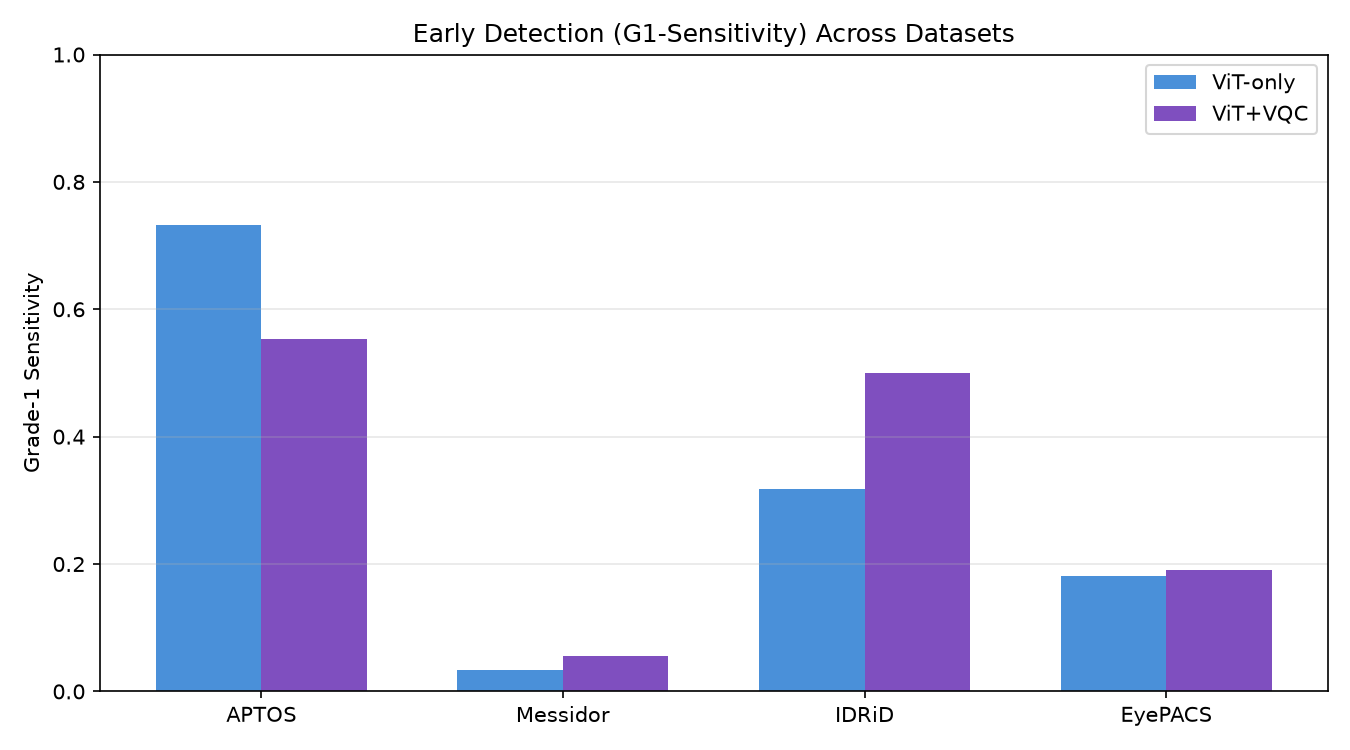 Early Detection (G1-Sensitivity) Across Datasets
ViT-only
ViT+VQC
Grade-1 Sensitivity
1.0
0.8
0.6
0.4
0.2
0.0
APTOS
Messidor
IDRiD
EyePACS